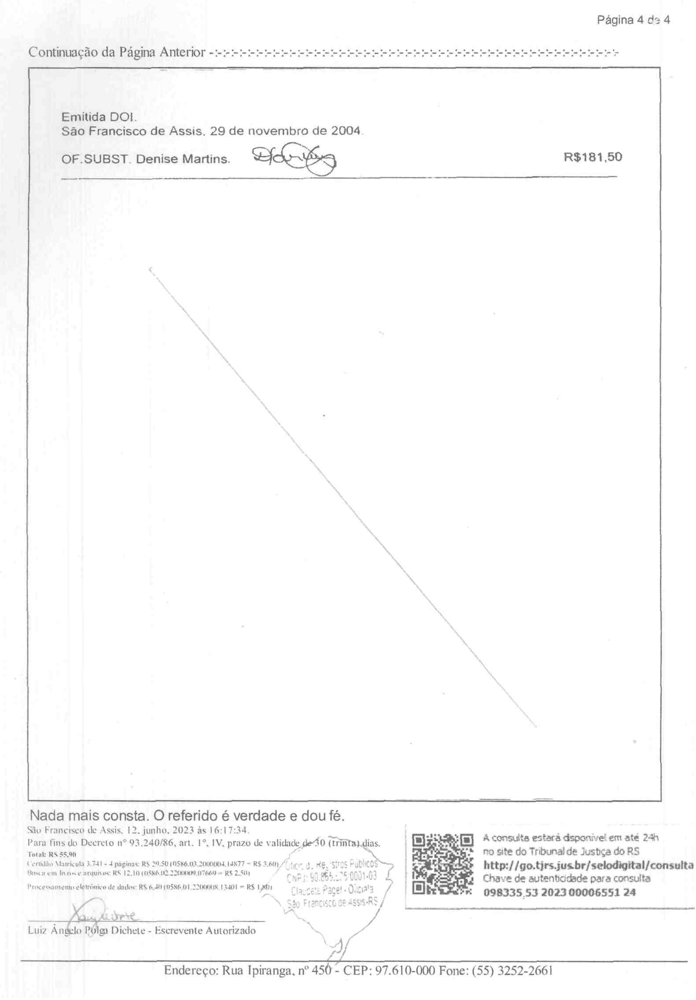 Página 4 de 4
Continuação da Página Anterior -:-:-:-:-:-:-:-:-:-:-:-:-:-:-:-:-:-:-:-:-:-:-:-:-:-:-:-:-:-:-:-:-:-:-:-:-:-:-:-:-:-:-:-:-:-:-:-:-:-
Emitida DOI.
São Francisco de Assis, 29 de novembro de 2004.
OF.SUBST. Denise Martins. R$181,50
Nada mais consta. O referido é verdade e dou fé.
São Francisco de Assis, 12, junho, 2023 às 16:17:34.
Para fins do Decreto nº 93.240/86, art. 1º, IV, prazo de validade de 30 (trinta) dias.
Total: R$ 55,90
Certidão Matrícula 3.741 - 4 páginas: R$ 29,50 (0586.03.2000004.14877 = R$ 3,60)
Busca em livros e arquivos: R$ 12,10 (0586.02.2200009.07669 = R$ 2,50)
Processamento eletrônico de dados: R$ 6,40 (0586.01.2200008.13401 = R$ 1,80)
Registros Públicos
CNPJ: 0001-03
Claudete - Oficiala
São Francisco de Assis-RS
Luiz Ângelo Polga Dichete - Escrevente Autorizado
A consulta estará disponível em até 24h
no site do Tribunal de Justiça do RS
http://go.tjrs.jus.br/selodigital/consulta
Chave de autenticidade para consulta
098335 53 2023 00006551 24
Endereço: Rua Ipiranga, nº 450 - CEP: 97.610-000 Fone: (55) 3252-2661